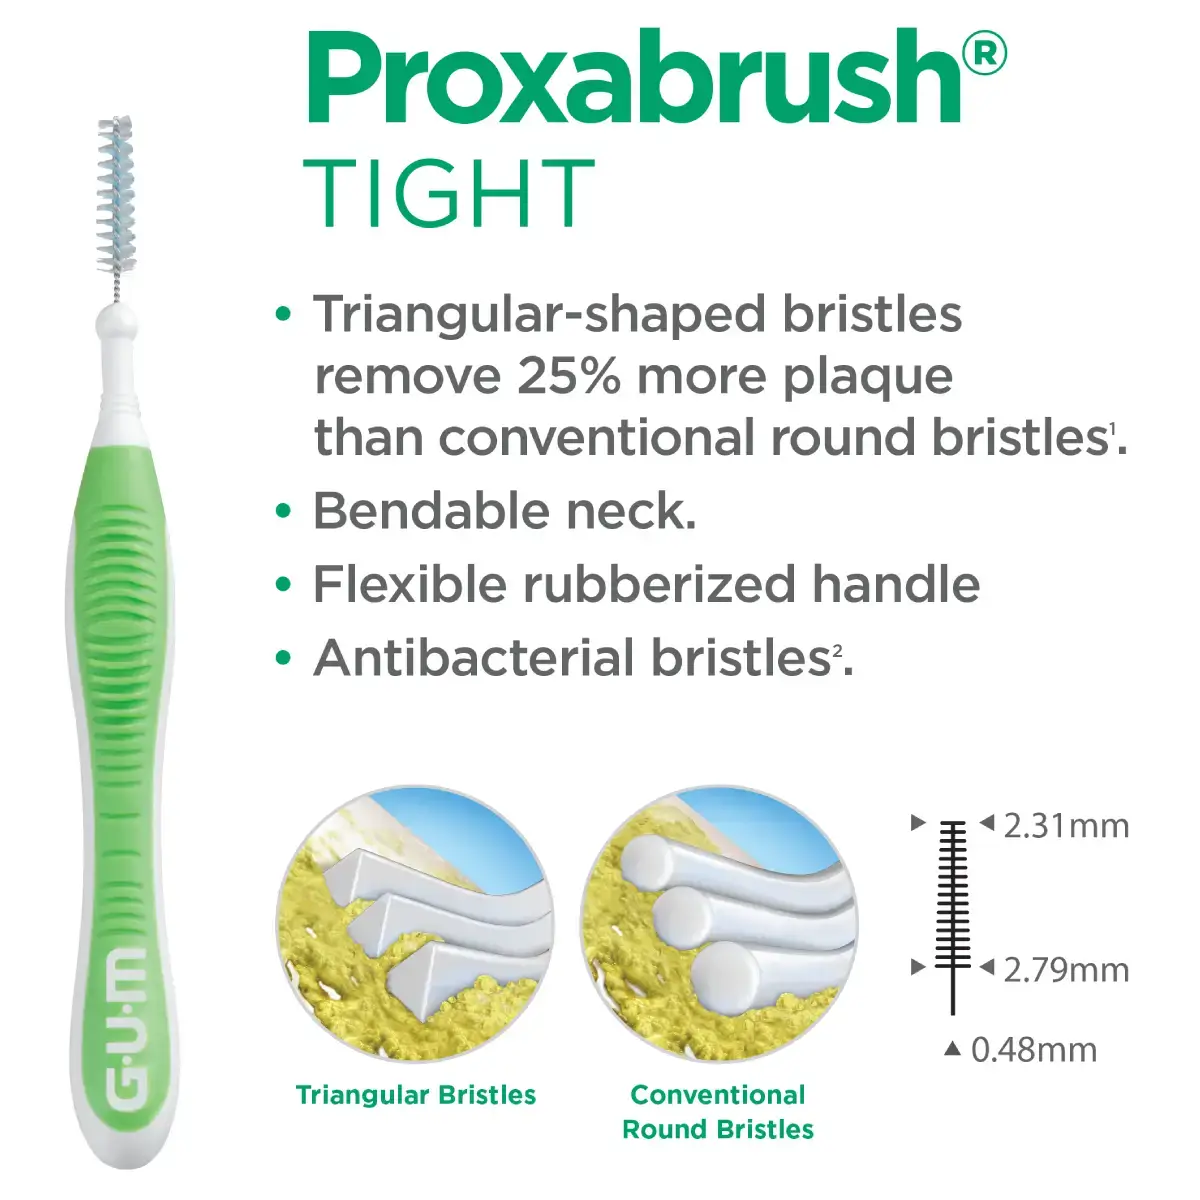 Proxabrush®
TIGHT
• Triangular-shaped bristles
remove 25% more plaque
than conventional round bristles¹.
• Bendable neck.
• Flexible rubberized handle
• Antibacterial bristles².
G·U·M
2.31mm
2.79mm
0.48mm
Triangular Bristles
Conventional
Round Bristles